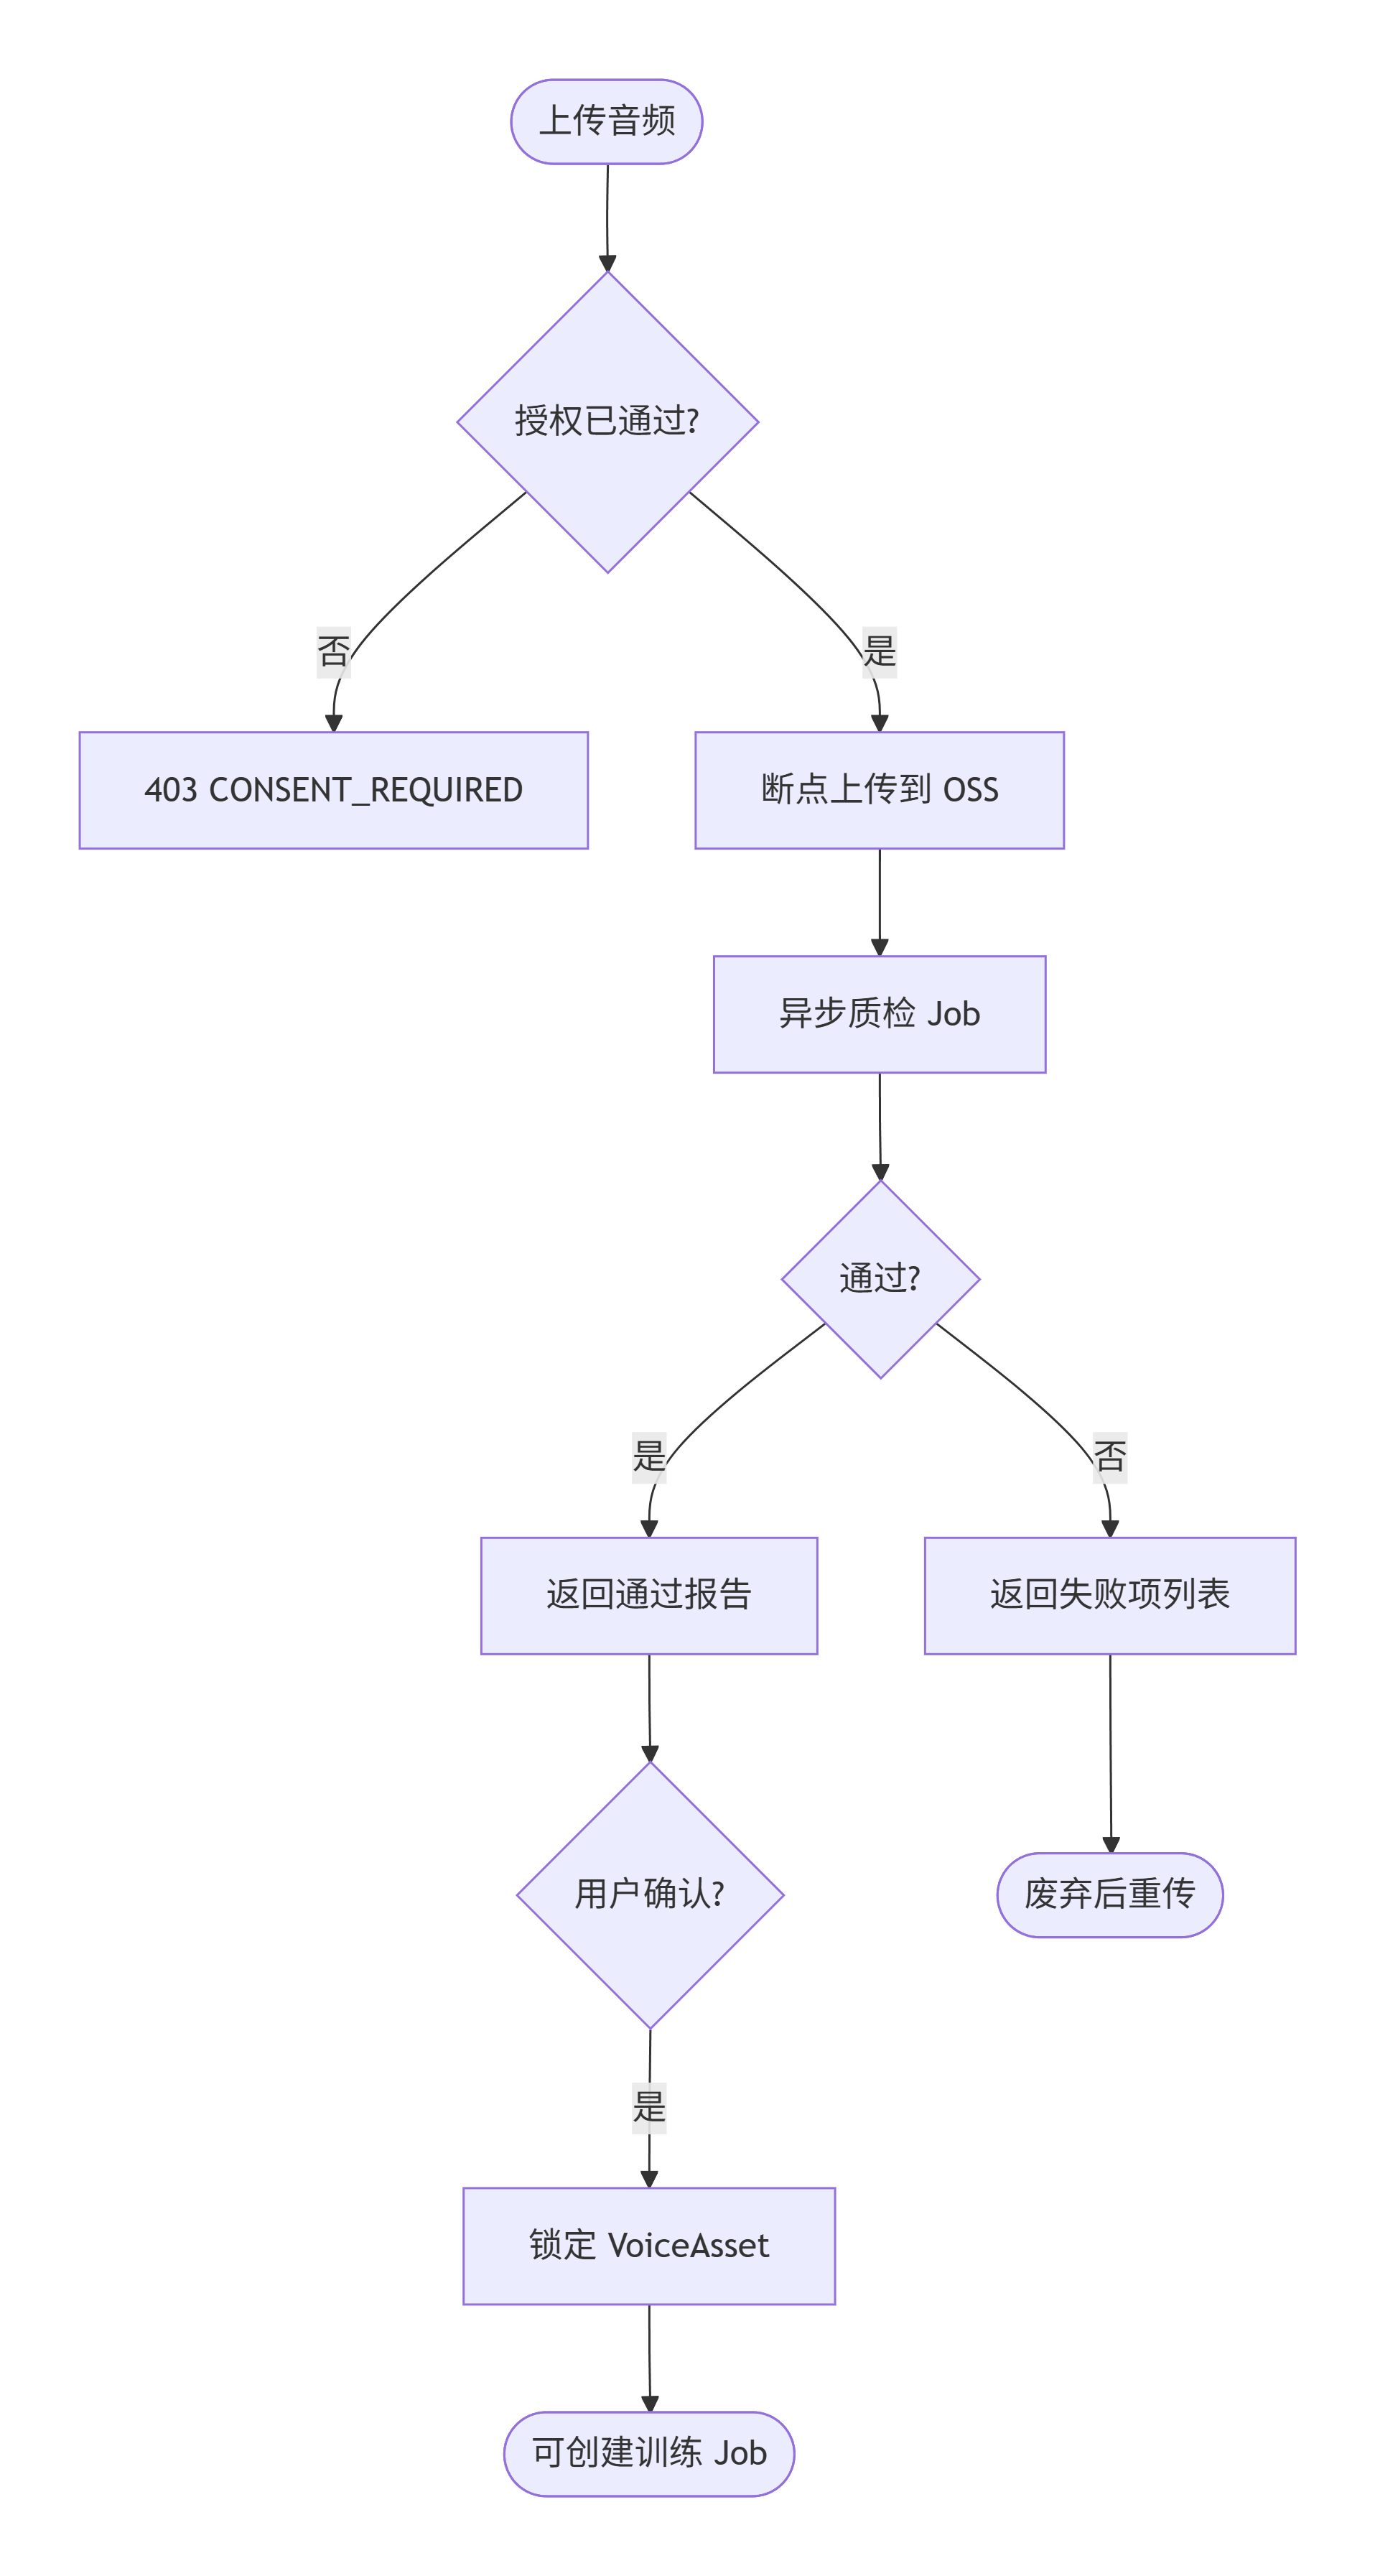 上传音频
授权已通过?
否
是
403 CONSENT_REQUIRED
断点上传到 OSS
异步质检 Job
通过?
是
否
返回通过报告
返回失败项列表
用户确认?
废弃后重传
是
锁定 VoiceAsset
可创建训练 Job